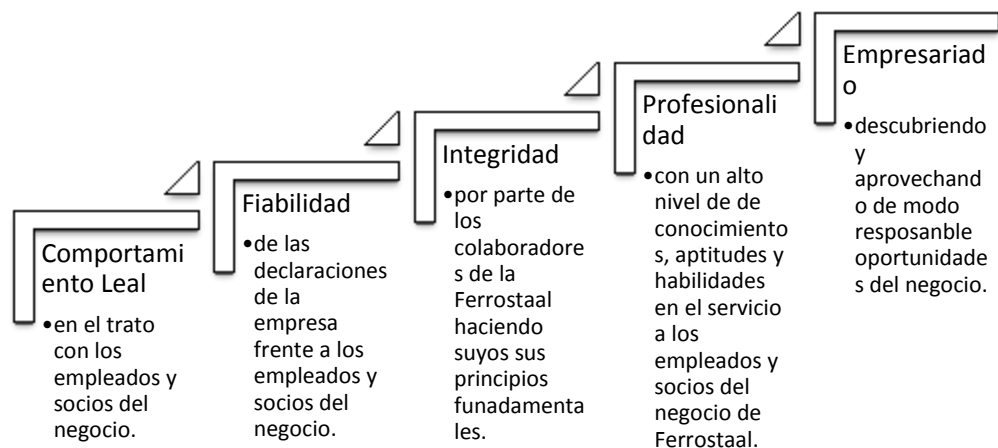 Comportami
ento Leal
•en el trato
con los
empleados y
socios del
negocio.
Fiabilidad
•de las
declaraciones
de la
empresa
frente a los
empleados y
socios del
negocio.
Integridad
•por parte de
los
colaboradore
s de la
Ferrostaal
haciendo
suyos sus
principios
funadamenta
les.
Profesionali
dad
•con un alto
nivel de de
conocimiento
s, aptitudes y
habilidades
en el servicio
a los
empleados y
socios del
negocio de
Ferrostaal.
Empresariad
o
•descubriendo
y
aprovechand
o de modo
resposanble
oportunidade
s del negocio.